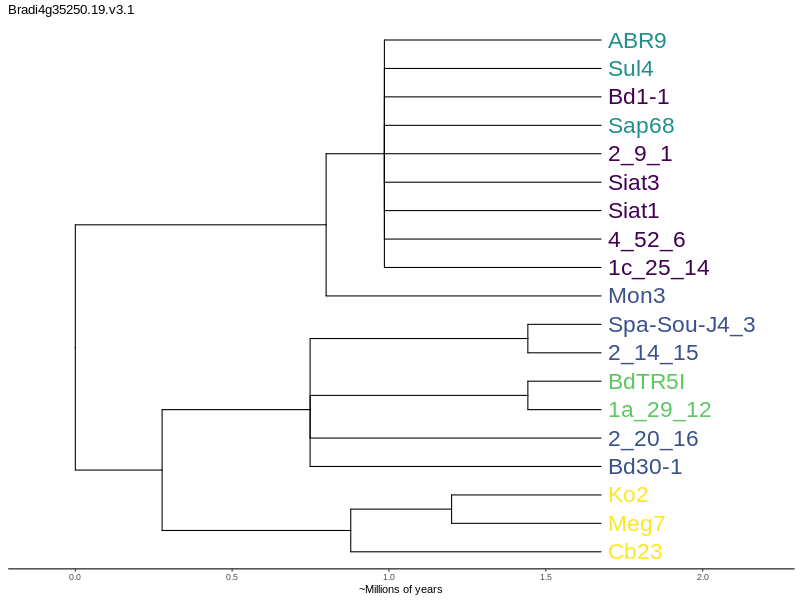 Bradi4g35250.19.v3.1
ABR9
Sul4
Bd1-1
Sap68
2_9_1
Siat3
Siat1
4_52_6
1c_25_14
Mon3
Spa-Sou-J4_3
2_14_15
BdTR5I
1a_29_12
2_20_16
Bd30-1
Ko2
Meg7
Cb23
0.0 0.5 1.0 1.5 2.0
~Millions of years